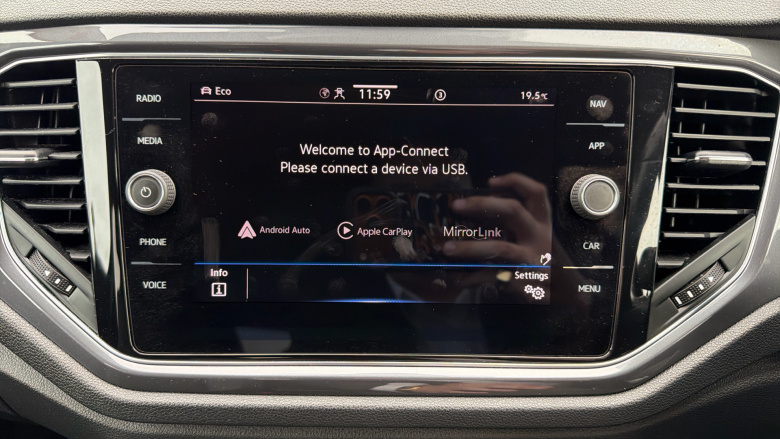 RADIO
MEDIA
PHONE
VOICE
Eco
11:59
3
19.5°C
Welcome to App-Connect
Please connect a device via USB.
Android Auto
Apple CarPlay
MirrorLink
Info
i
Settings
NAV
APP
CAR
MENU